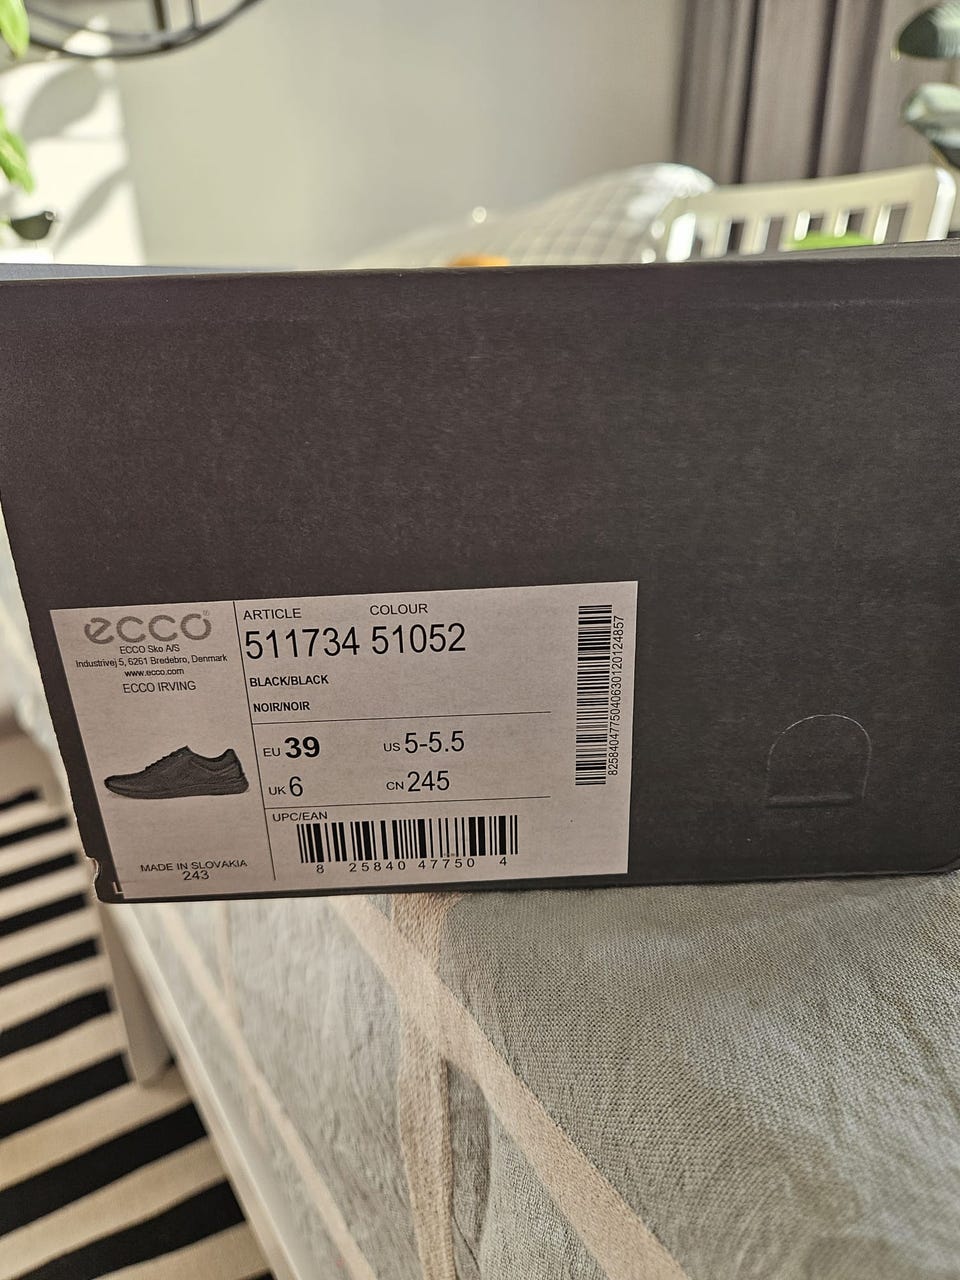 ecco®
ECCO Sko A/S
Industrivej 5, 6261 Bredebro, Denmark
www.ecco.com
ECCO IRVING
MADE IN SLOVAKIA
243
ARTICLE COLOUR
511734 51052
BLACK/BLACK
NOIR/NOIR
EU 39 US 5-5.5
UK 6 CN 245
UPC/EAN
8 25840 47750 4
82584047750406301201248​57